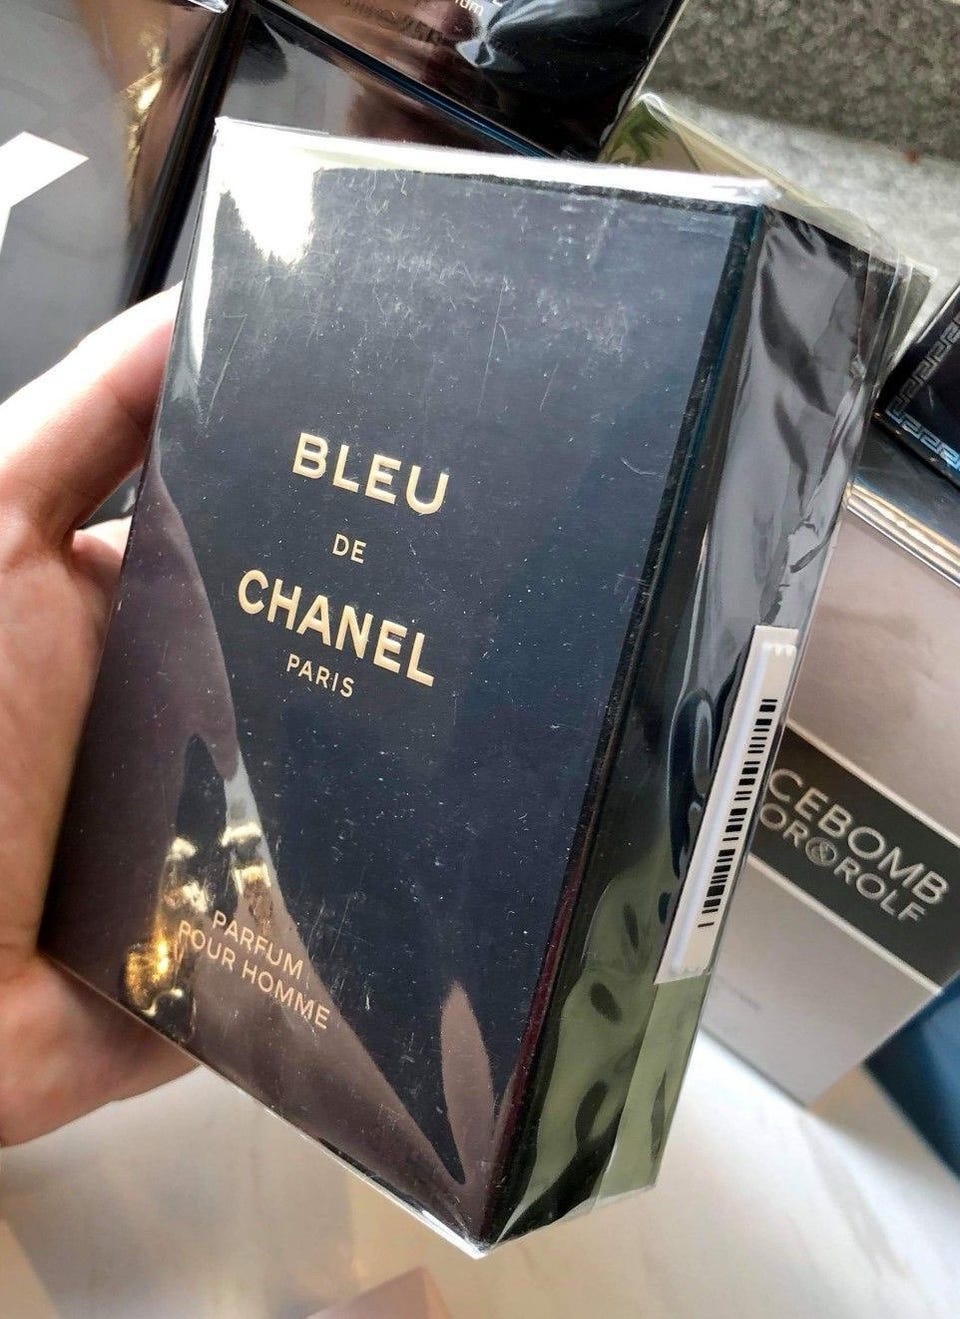 BLEU
DE
CHANEL
PARIS
PARFUM
POUR HOMME
CEBOMB
OR&ROLF